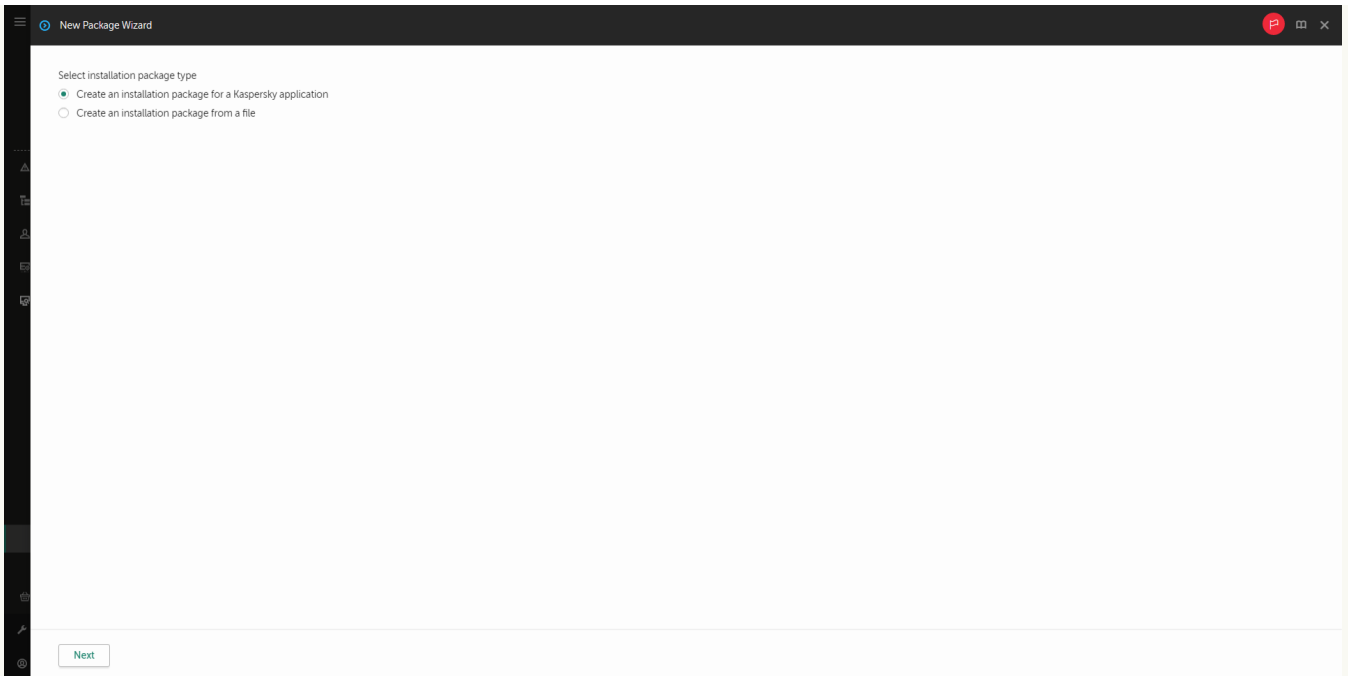 New Package Wizard
Select installation package type
Create an installation package for a Kaspersky application
Create an installation package from a file
Next